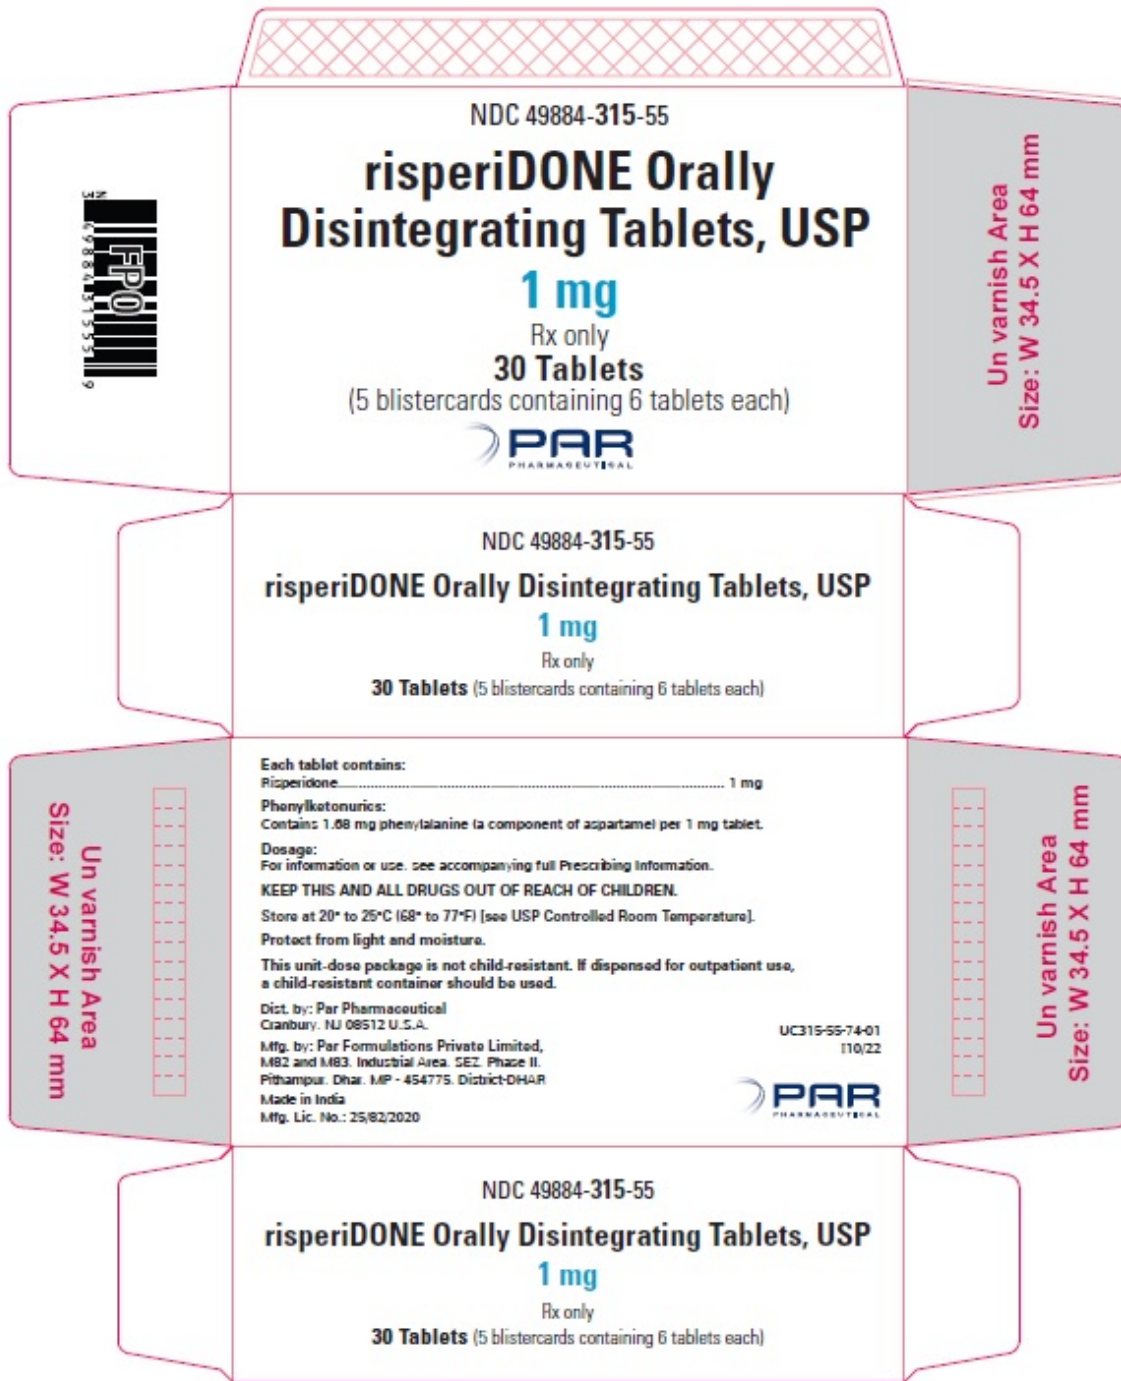 NDC 49884-315-55
risperiDONE Orally
Disintegrating Tablets, USP
1 mg
Rx only
30 Tablets
(5 blistercards containing 6 tablets each)
PAR
PHARMACEUTICAL
N
3 49884 31555 9
FPO
Un varnish Area
Size: W 34.5 X H 64 mm
NDC 49884-315-55
risperiDONE Orally Disintegrating Tablets, USP
1 mg
Rx only
30 Tablets (5 blistercards containing 6 tablets each)
Un varnish Area
Size: W 34.5 X H 64 mm
Each tablet contains:
Risperidone................................................................................................ 1 mg
Phenylketonurics:
Contains 1.68 mg phenylalanine (a component of aspartame) per 1 mg tablet.
Dosage:
For information or use, see accompanying full Prescribing Information.
KEEP THIS AND ALL DRUGS OUT OF REACH OF CHILDREN.
Store at 20° to 25°C (68° to 77°F) [see USP Controlled Room Temperature].
Protect from light and moisture.
This unit-dose package is not child-resistant. If dispensed for outpatient use,
a child-resistant container should be used.
Dist. by: Par Pharmaceutical
Cranbury, NJ 08512 U.S.A.
Mfg. by: Par Formulations Private Limited,
M82 and M83, Industrial Area, SEZ, Phase II,
Pithampur, Dhar, MP - 454775, District-DHAR
Made in India
Mfg. Lic. No.: 25/82/2020
UC315-55-74-01
I10/22
PAR
PHARMACEUTICAL
Un varnish Area
Size: W 34.5 X H 64 mm
NDC 49884-315-55
risperiDONE Orally Disintegrating Tablets, USP
1 mg
Rx only
30 Tablets (5 blistercards containing 6 tablets each)